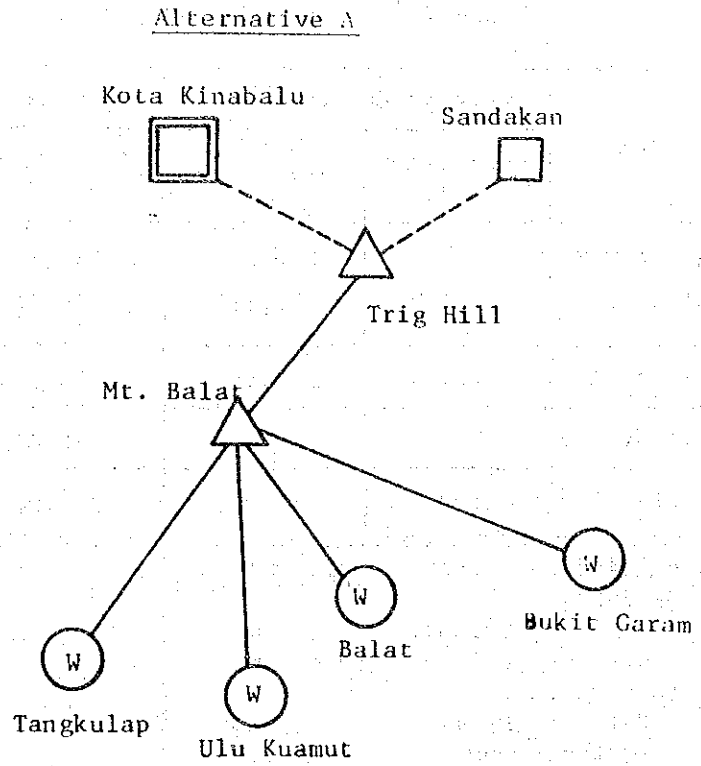 Alternative A
Kota Kinabalu
Sandakan
Trig Hill
Mt. Balat
W
W
Balat
Bukit Garam
W
Tangkulap
W
Ulu Kuamut